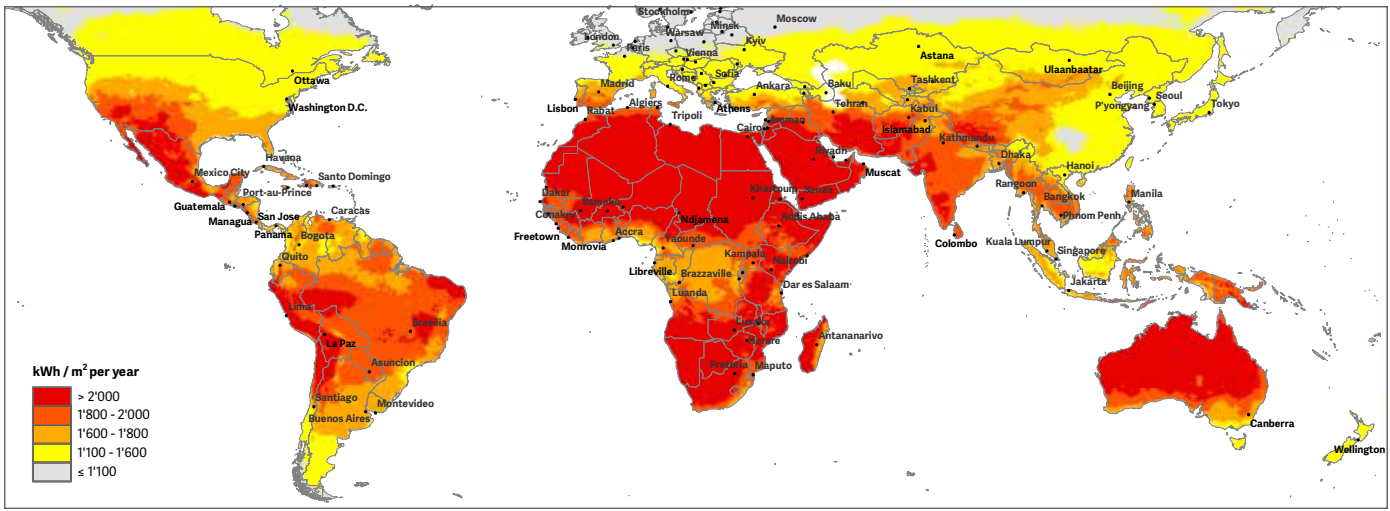 Stockholm
Moscow
Minsk
London
Warsaw
Kyiv
Paris
Vienna
Astana
Ulaanbaatar
Ottawa
Rome
Sofia
Madrid
Ankara
Baku
Tashkent
Beijing
Seoul
Washington D.C.
Lisbon
Algiers
Athens
Tehran
Kabul
P'yongyang
Tokyo
Rabat
Tripoli
Cairo
Amman
Islamabad
Kathmandu
Havana
Riyadh
Dhaka
Hanoi
Mexico City
Santo Domingo
Muscat
Port-au-Prince
Dakar
Khartoum
Sanaa
Rangoon
Manila
Guatemala
Bamako
Bangkok
Managua
San Jose
Caracas
Conakry
Ndjamena
Addis Ababa
Phnom Penh
Panama
Bogota
Freetown
Monrovia
Accra
Yaounde
Colombo
Kuala Lumpur
Singapore
Quito
Kampala
Nairobi
Libreville
Brazzaville
Dar es Salaam
Jakarta
Luanda
Lima
Brasilia
Lusaka
La Paz
Harare
Antananarivo
Asuncion
Pretoria
Maputo
Santiago
Montevideo
Buenos Aires
Canberra
Wellington
kWh / m² per year
> 2'000
1'800 - 2'000
1'600 - 1'800
1'100 - 1'600
≤ 1'100